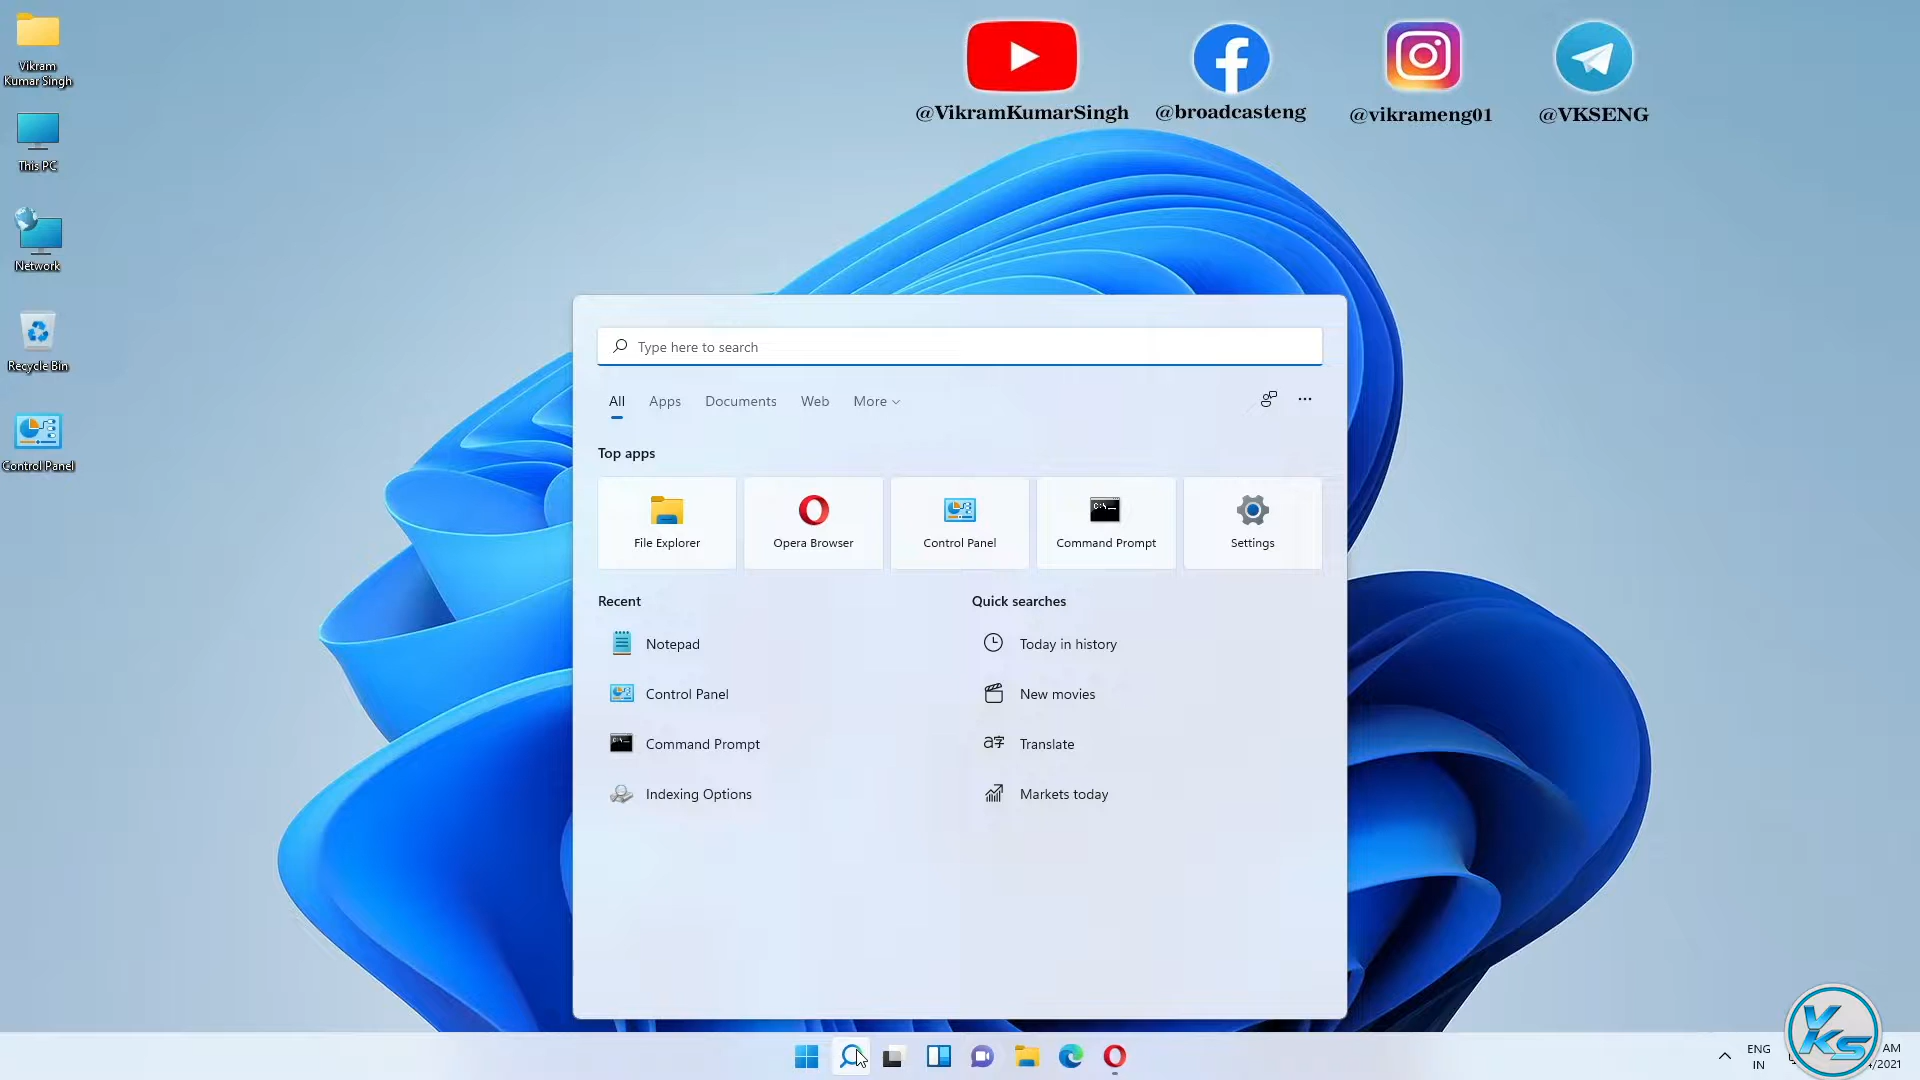 Vikram
Kumar Singh
This PC
Network
Recycle Bin
Control Panel
@VikramKumarSingh
@broadcasteng
@vikrameng01
@VKSENG
Type here to search
All
Apps
Documents
Web
More
Top apps
File Explorer
Opera Browser
Control Panel
Command Prompt
Settings
Recent
Notepad
Control Panel
Command Prompt
Indexing Options
Quick searches
Today in history
New movies
Translate
Markets today
ENG
IN
AM
/2021
VKS